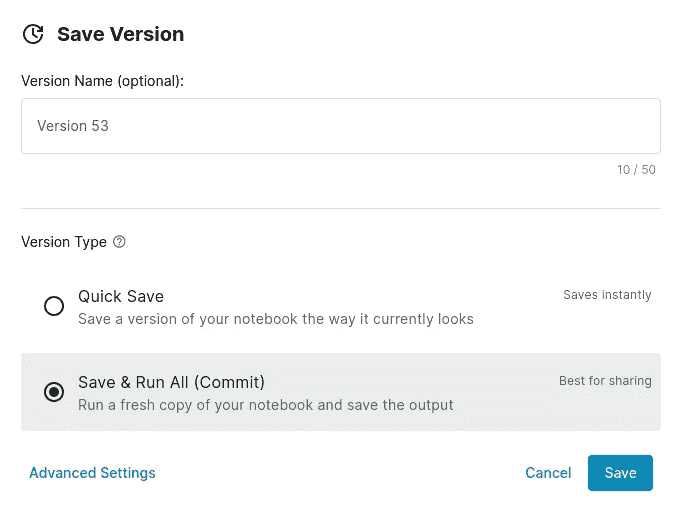 Save Version
Version Name (optional):
Version 53
10 / 50
Version Type
Quick Save
Saves instantly
Save a version of your notebook the way it currently looks
Save & Run All (Commit)
Best for sharing
Run a fresh copy of your notebook and save the output
Advanced Settings
Cancel
Save